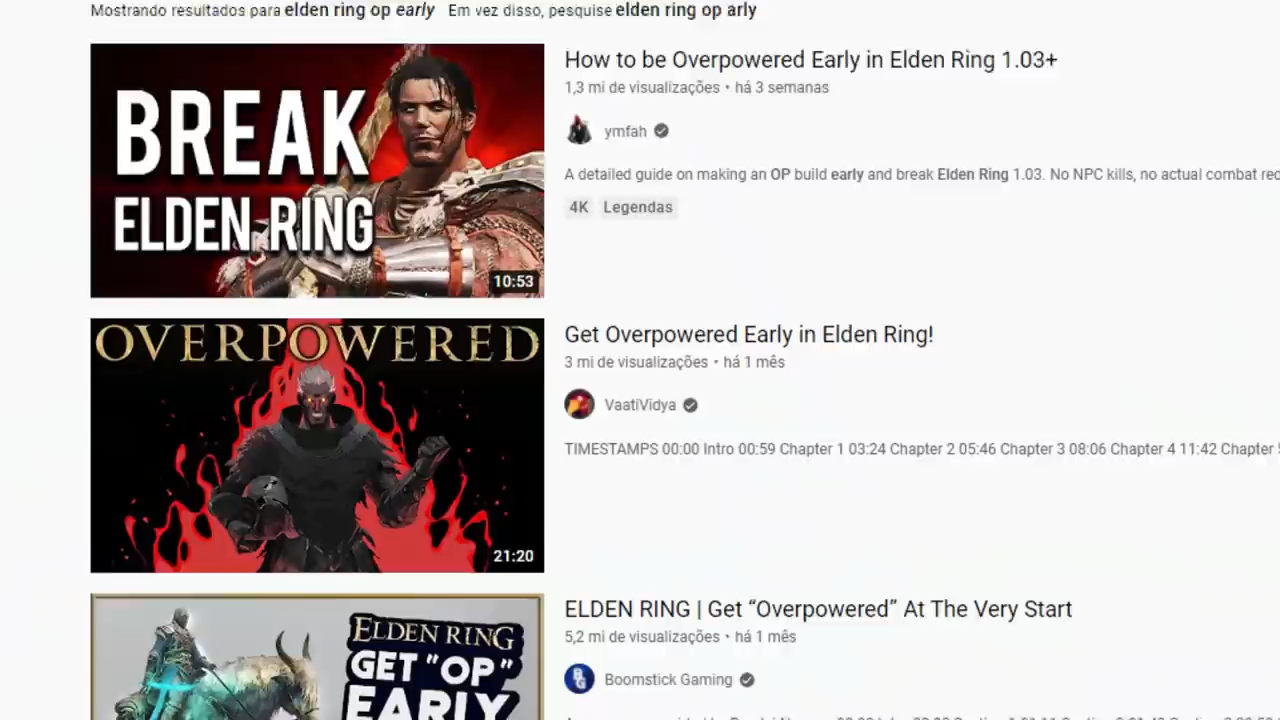 Mostrando resultados para elden ring op early Em vez disso, pesquise elden ring op arly
BREAK
ELDEN RING
10:53
How to be Overpowered Early in Elden Ring 1.03+
1,3 mi de visualizações • há 3 semanas
ymfah
A detailed guide on making an OP build early and break Elden Ring 1.03. No NPC kills, no actual combat
4K Legendas
OVERPOWERED
21:20
Get Overpowered Early in Elden Ring!
3 mi de visualizações • há 1 mês
VaatiVidya
TIMESTAMPS 00:00 Intro 00:59 Chapter 1 03:24 Chapter 2 05:46 Chapter 3 08:06 Chapter 4 11:42 Chapter
ELDEN RING
GET "OP"
EARLY
ELDEN RING | Get “Overpowered” At The Very Start
5,2 mi de visualizações • há 1 mês
BG
Boomstick Gaming